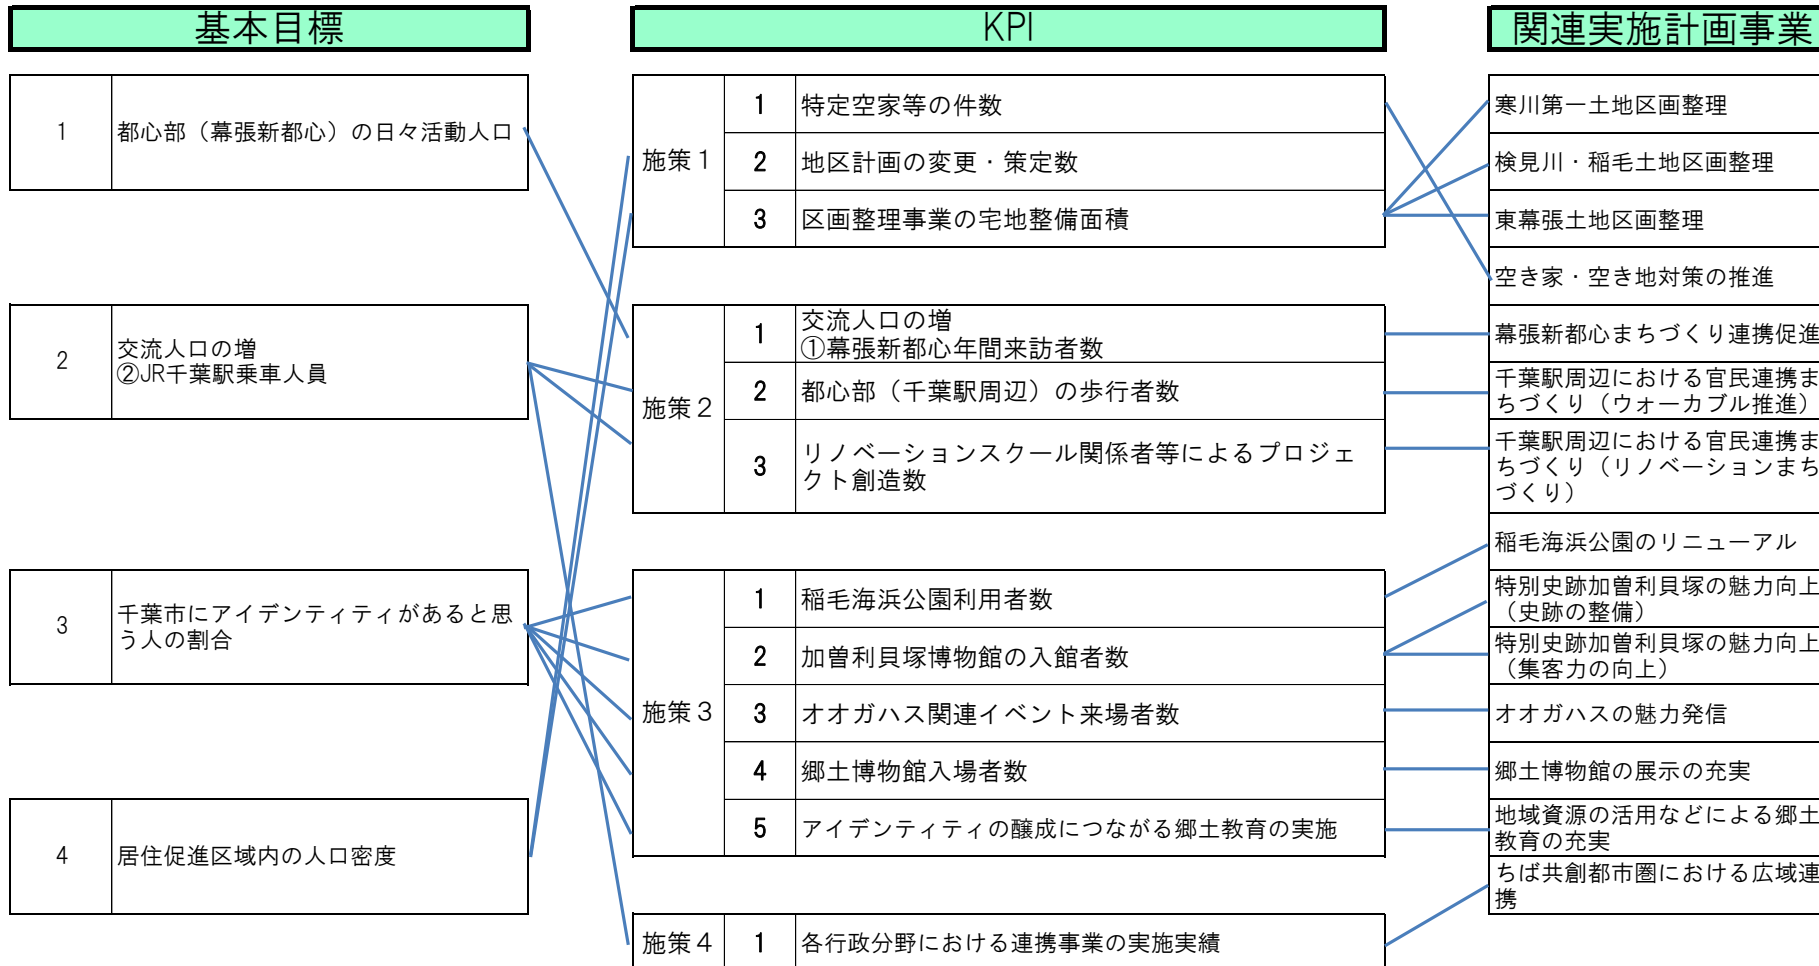 基本目標
KPI
関連実施計画事業
1
都心部（幕張新都心）の日々活動人口
2
交流人口の増
②JR千葉駅乗車人員
3
千葉市にアイデンティティがあると思
う人の割合
4
居住促進区域内の人口密度
施策１
1
特定空家等の件数
2
地区計画の変更・策定数
3
区画整理事業の宅地整備面積
施策２
1
交流人口の増
①幕張新都心年間来訪者数
2
都心部（千葉駅周辺）の歩行者数
3
リノベーションスクール関係者等によるプロジェ
クト創造数
施策３
1
稲毛海浜公園利用者数
2
加曽利貝塚博物館の入館者数
3
オオガハス関連イベント来場者数
4
郷土博物館入場者数
5
アイデンティティの醸成につながる郷土教育の実施
施策４
1
各行政分野における連携事業の実施実績
寒川第一土地区画整理
検見川・稲毛土地区画整理
東幕張土地区画整理
空き家・空き地対策の推進
幕張新都心まちづくり連携促進
千葉駅周辺における官民連携ま
ちづくり（ウォーカブル推進）
千葉駅周辺における官民連携ま
ちづくり（リノベーションまち
づくり）
稲毛海浜公園のリニューアル
特別史跡加曽利貝塚の魅力向上
（史跡の整備）
特別史跡加曽利貝塚の魅力向上
（集客力の向上）
オオガハスの魅力発信
郷土博物館の展示の充実
地域資源の活用などによる郷土
教育の充実
ちば共創都市圏における広域連
携